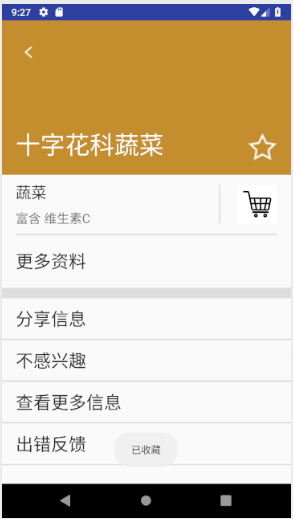 9:27
十字花科蔬菜
蔬菜
富含 维生素C
更多资料
分享信息
不感兴趣
查看更多信息
出错反馈
已收藏